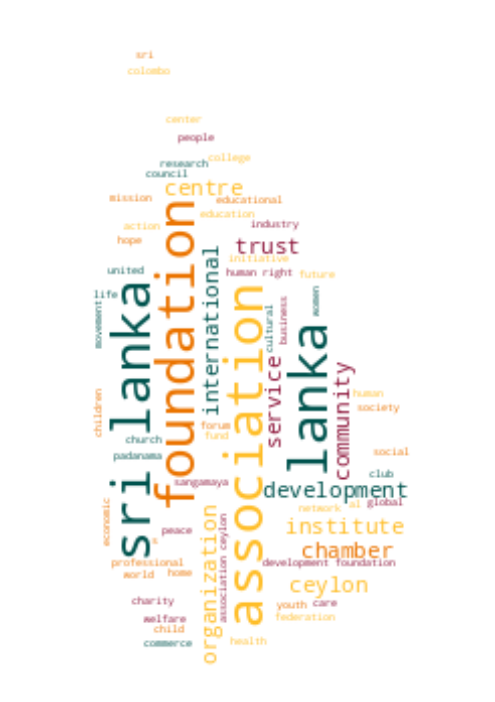 sri
colombo
center
people
college
research
council
centre
mission
educational
education
action
industry
hope
trust
initiative
united
human right
future
foundation
international
sri lanka
life
movement
association
cultural
business
women
lanka
service
community
children
human
society
forum
fund
church
padanama
social
club
sangamaya
development
global
network
al
economic
peace
s
institute
organization
association ceylon
chamber
professional
development foundation
world
home
ceylon
charity
youth
care
welfare
federation
child
commerce
health